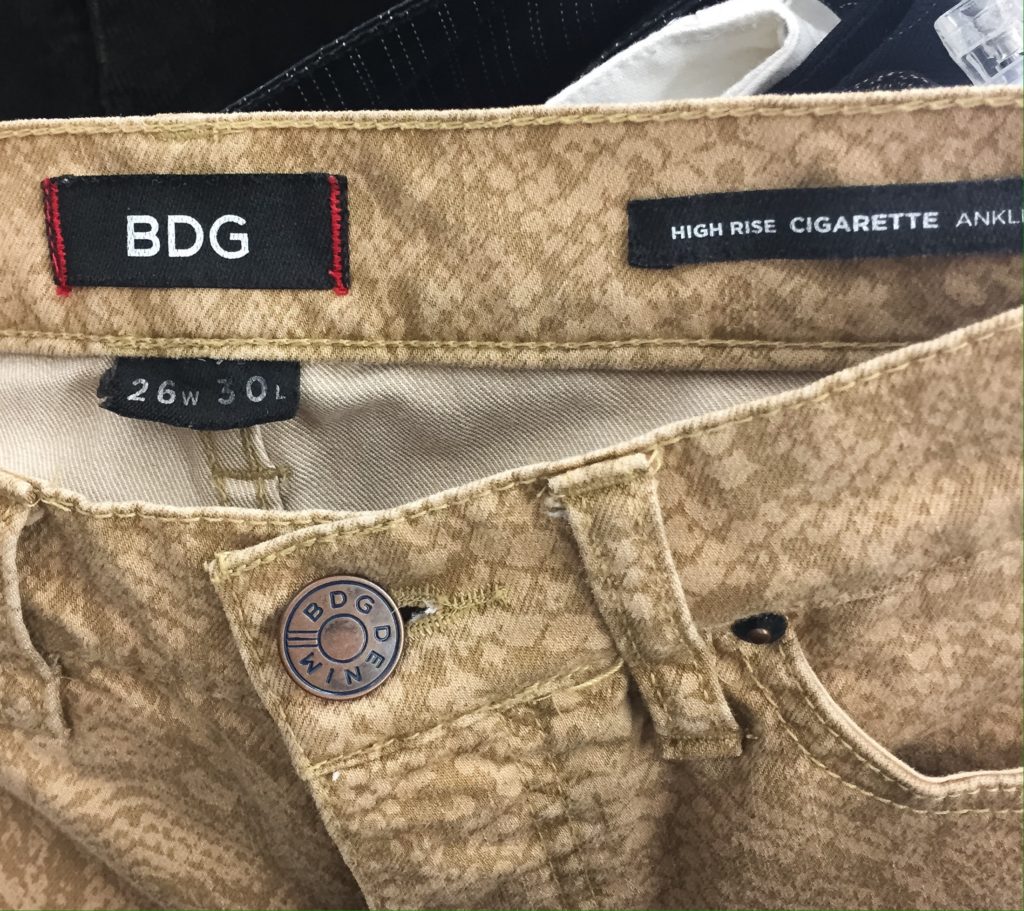 BDG
HIGH RISE CIGARETTE ANKL
26W 30L
BDG DENIM